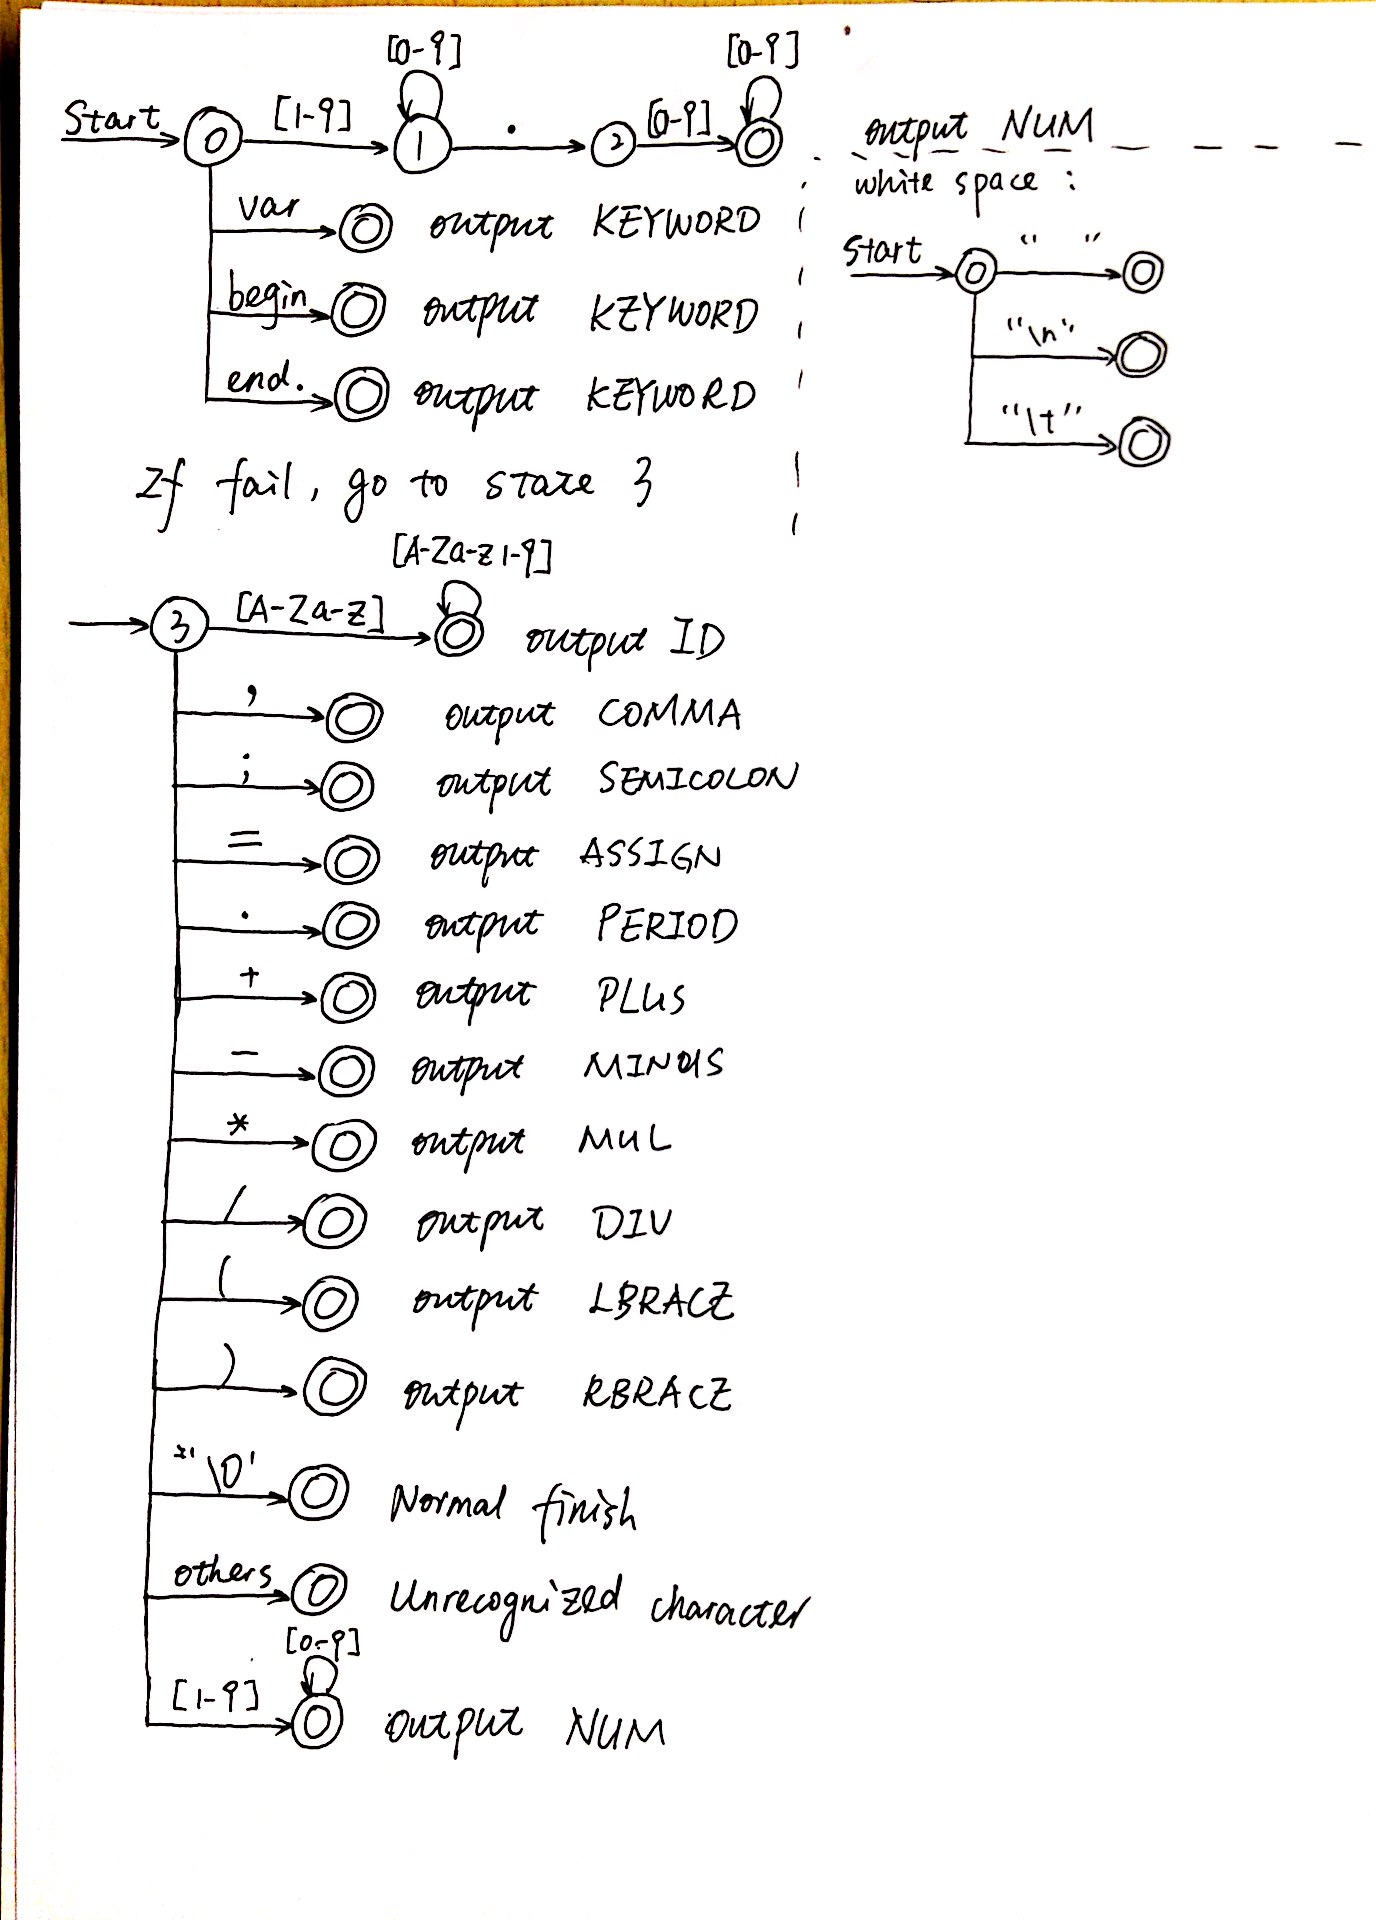 [0-9] [0-9]
Start 0 [1-9] 1 . 2 [0-9] output NUM
white space :
var output KEYWORD
start " "
begin output KEYWORD
"\n"
end. output KEYWORD
"\t"
If fail, go to state 3
[A-Za-z1-9]
3 [A-Za-z] output ID
, output COMMA
; output SEMICOLON
= output ASSIGN
. output PERIOD
+ output PLUS
- output MINUS
* output MUL
/ output DIV
( output LBRACE
) output RBRACE
'\0' Normal finish
others Unrecognized character
[0-9]
[1-9] output NUM